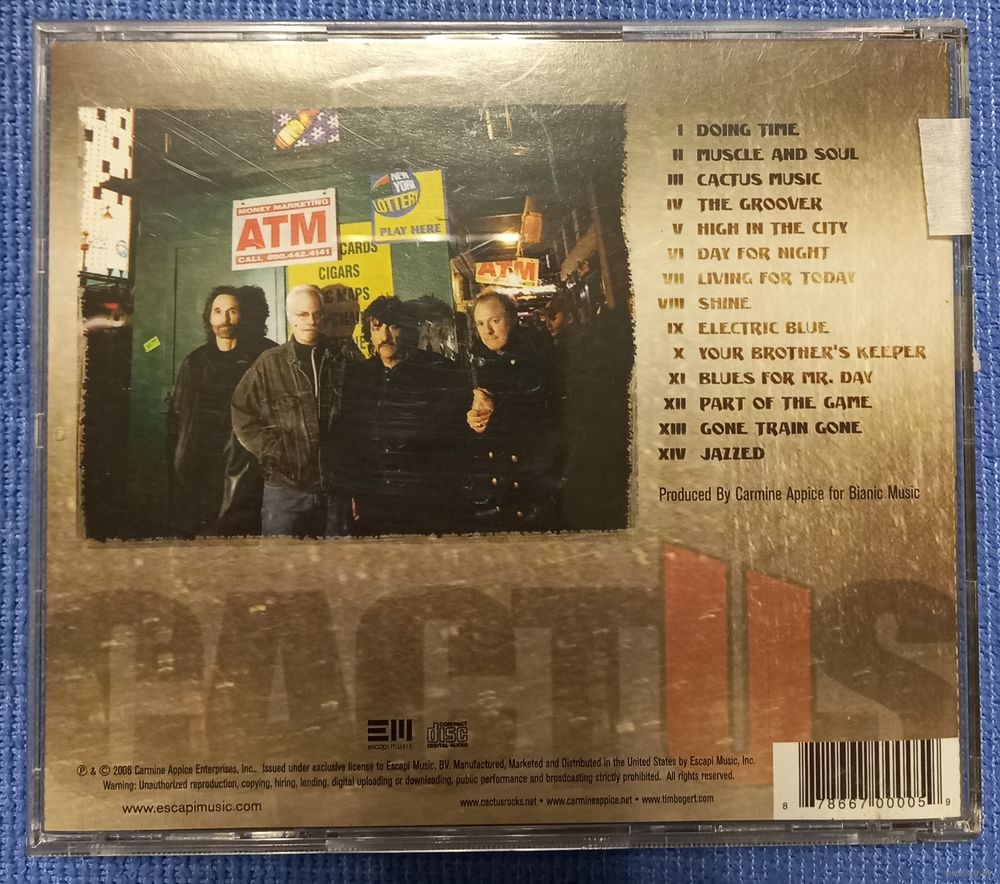 MONEY MARKETING
ATM
CALL 690.442.4141
NEW
YORK
LOTTERY
PLAY HERE
CARDS
CIGARS
MAPS
ATM
I DOING TIME
II MUSCLE AND SOUL
III CACTUS MUSIC
IV THE GROOVER
V HIGH IN THE CITY
VI DAY FOR NIGHT
VII LIVING FOR TODAY
VIII SHINE
IX ELECTRIC BLUE
X YOUR BROTHER'S KEEPER
XI BLUES FOR MR. DAY
XII PART OF THE GAME
XIII GONE TRAIN GONE
XIV JAZZED
Produced By Carmine Appice for Bianic Music
CACTUS
escapi music
COMPACT
disc
DIGITAL AUDIO
℗ & © 2006 Carmine Appice Enterprises, Inc.. Issued under exclusive license to Escapi Music, BV. Manufactured, Marketed and Distributed in the United States by Escapi Music, Inc.
Warning: Unauthorized reproduction, copying, hiring, lending, digital uploading or downloading, public performance and broadcasting strictly prohibited. All rights reserved.
www.escapimusic.com
www.cactusrocks.net • www.carmineappice.net • www.timbogert.com
8 78667 00005 9